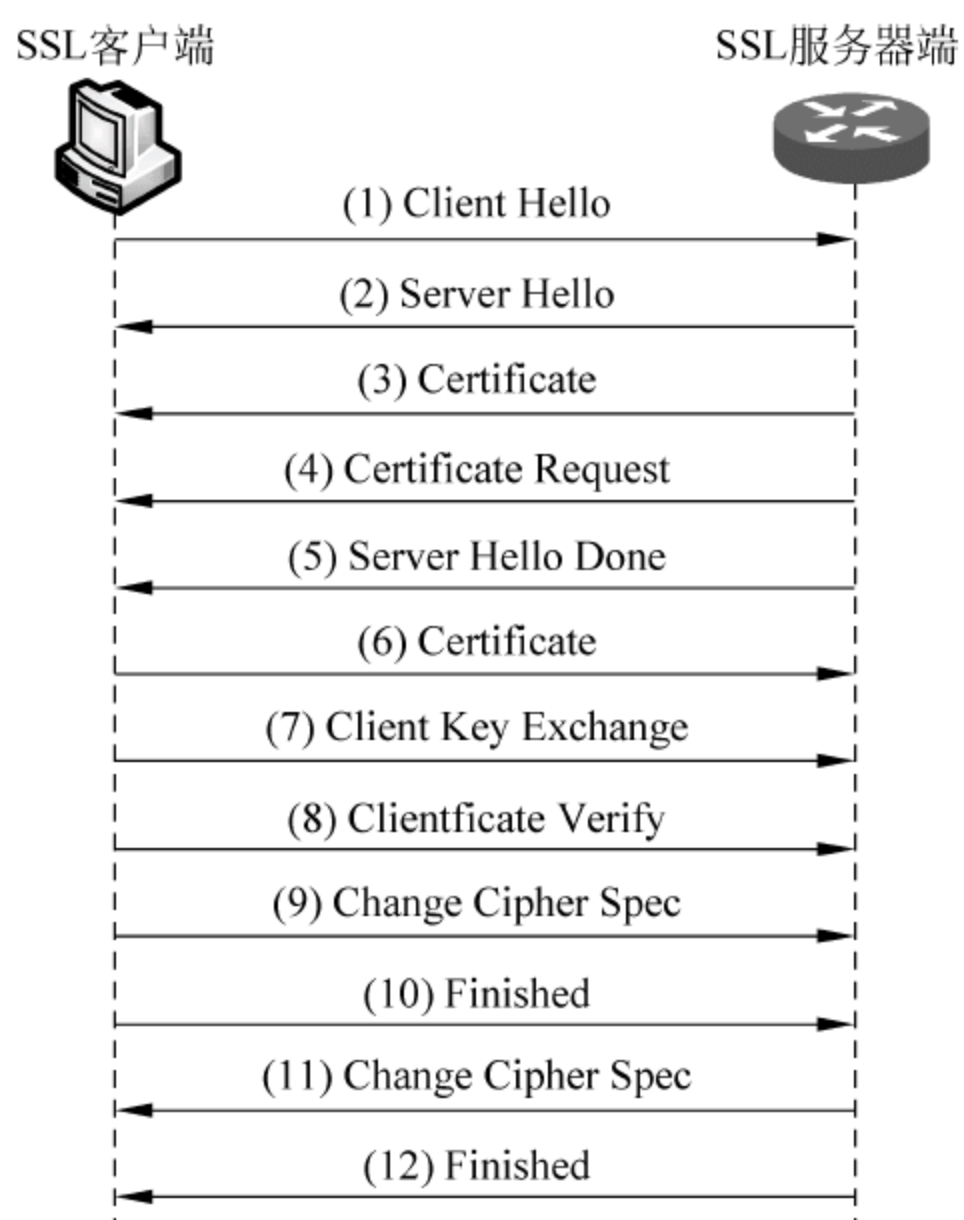 SSL客户端
SSL服务器端
(1) Client Hello
(2) Server Hello
(3) Certificate
(4) Certificate Request
(5) Server Hello Done
(6) Certificate
(7) Client Key Exchange
(8) Clientficate Verify
(9) Change Cipher Spec
(10) Finished
(11) Change Cipher Spec
(12) Finished